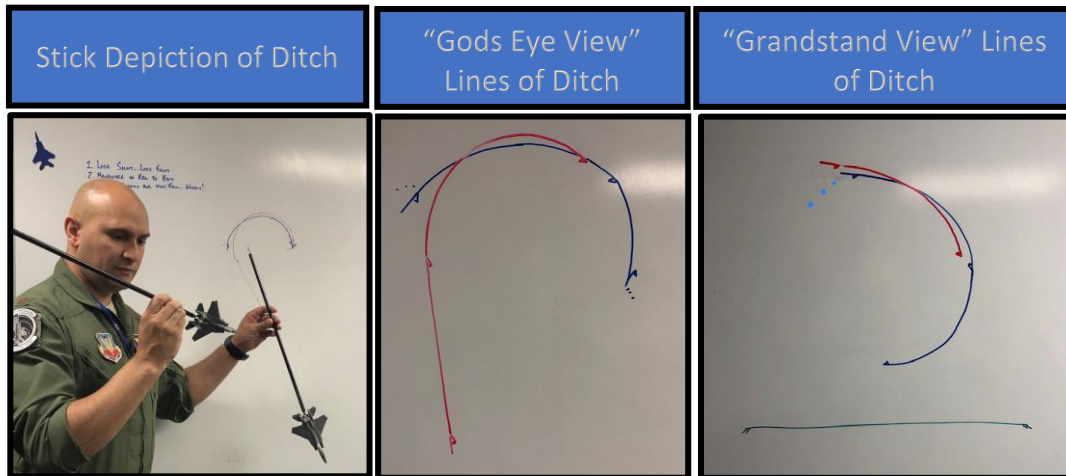 Stick Depiction of Ditch
“Gods Eye View”
Lines of Ditch
“Grandstand View” Lines
of Ditch
1. LOSE SIGHT... LOSE FIGHT
2. MANEUVER IN REL TO BDIT